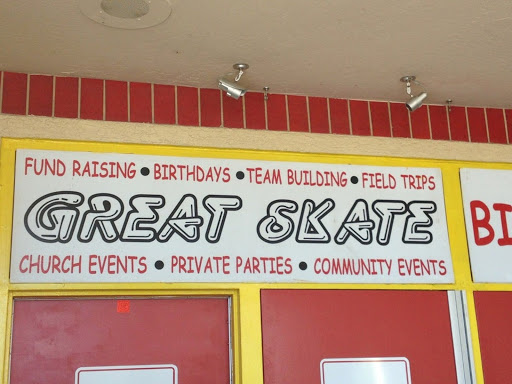 FUND RAISING • BIRTHDAYS • TEAM BUILDING • FIELD TRIPS
GREAT SKATE
CHURCH EVENTS • PRIVATE PARTIES • COMMUNITY EVENTS